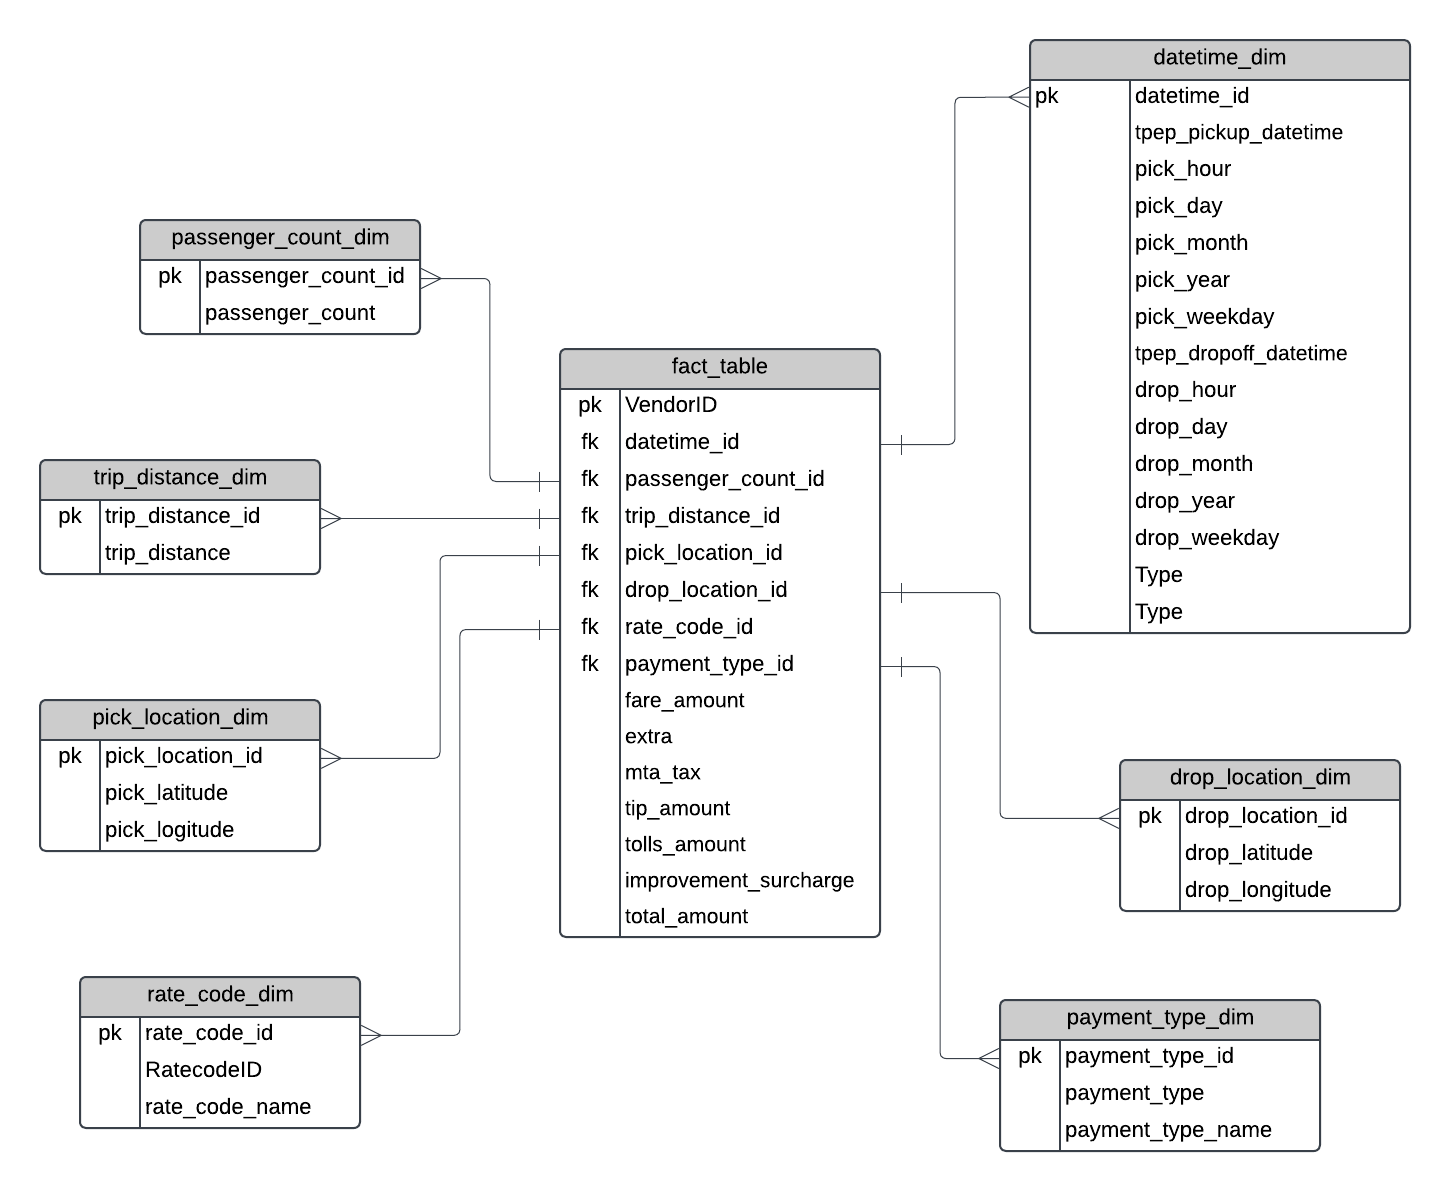 datetime_dim
pk datetime_id
tpep_pickup_datetime
pick_hour
pick_day
pick_month
pick_year
pick_weekday
tpep_dropoff_datetime
drop_hour
drop_day
drop_month
drop_year
drop_weekday
Type
Type
passenger_count_dim
pk passenger_count_id
passenger_count
fact_table
pk VendorID
fk datetime_id
fk passenger_count_id
fk trip_distance_id
fk pick_location_id
fk drop_location_id
fk rate_code_id
fk payment_type_id
fare_amount
extra
mta_tax
tip_amount
tolls_amount
improvement_surcharge
total_amount
trip_distance_dim
pk trip_distance_id
trip_distance
pick_location_dim
pk pick_location_id
pick_latitude
pick_logitude
drop_location_dim
pk drop_location_id
drop_latitude
drop_longitude
rate_code_dim
pk rate_code_id
RatecodeID
rate_code_name
payment_type_dim
pk payment_type_id
payment_type
payment_type_name